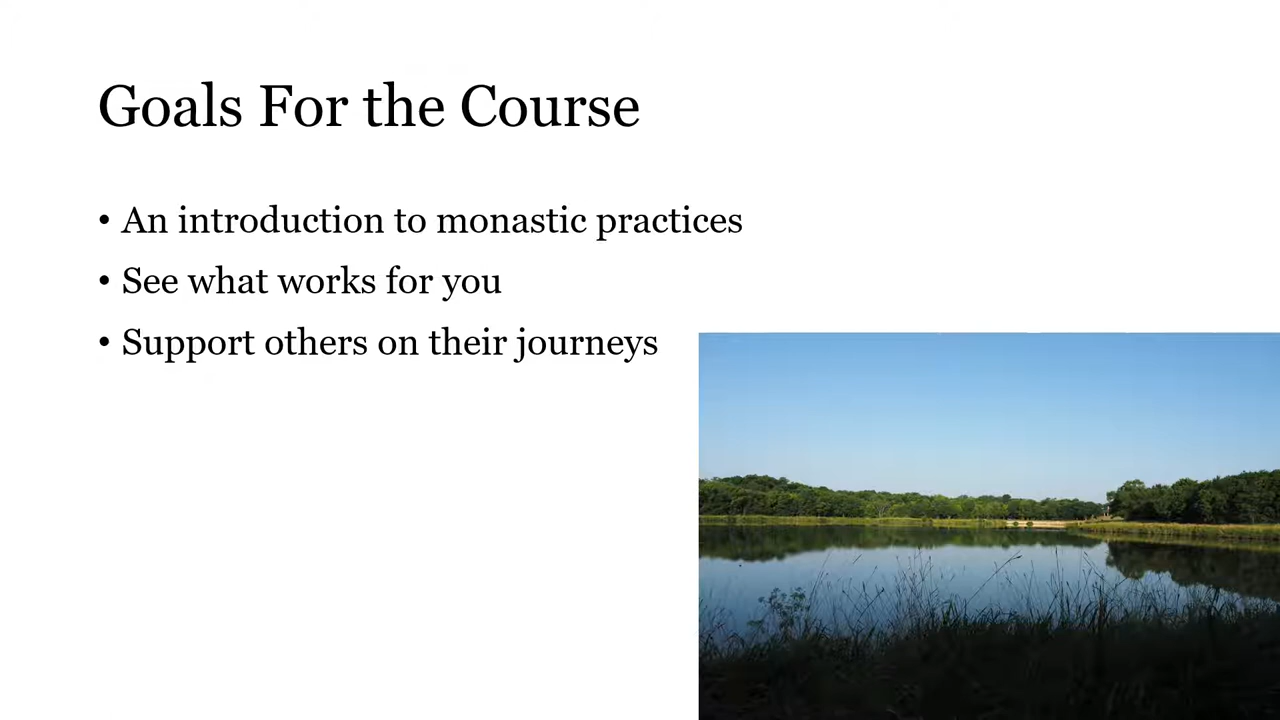 Goals For the Course
• An introduction to monastic practices
• See what works for you
• Support others on their journeys